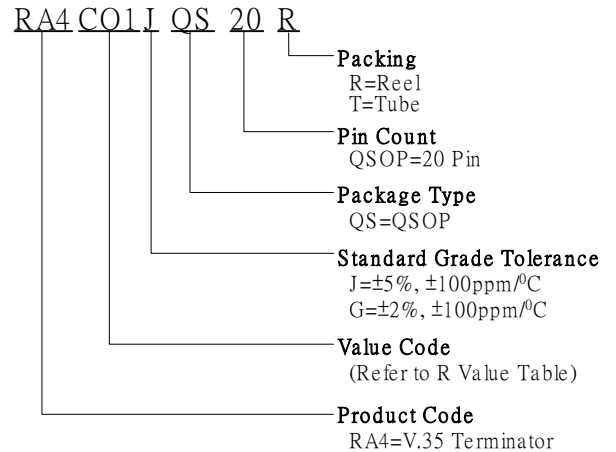 RA4 CO1 J QS 20 R
Packing
R=Reel
T=Tube
Pin Count
QSOP=20 Pin
Package Type
QS=QSOP
Standard Grade Tolerance
J=±5%, ±100ppm/⁰C
G=±2%, ±100ppm/⁰C
Value Code
(Refer to R Value Table)
Product Code
RA4=V.35 Terminator